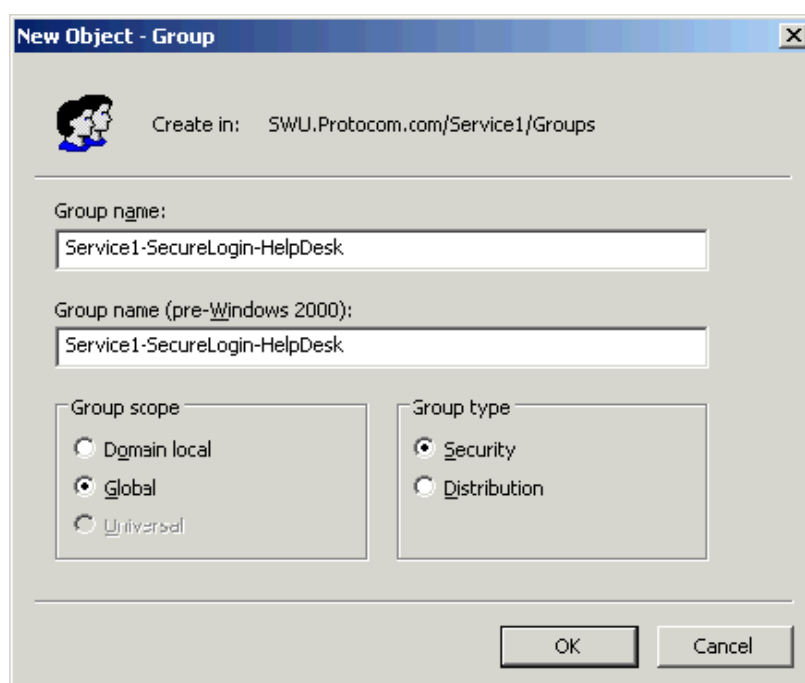 New Object - Group
Create in: SWU.Protocom.com/Service1/Groups
Group name:
Service1-SecureLogin-HelpDesk
Group name (pre-Windows 2000):
Service1-SecureLogin-HelpDesk
Group scope
Domain local
Global
Universal
Group type
Security
Distribution
OK
Cancel